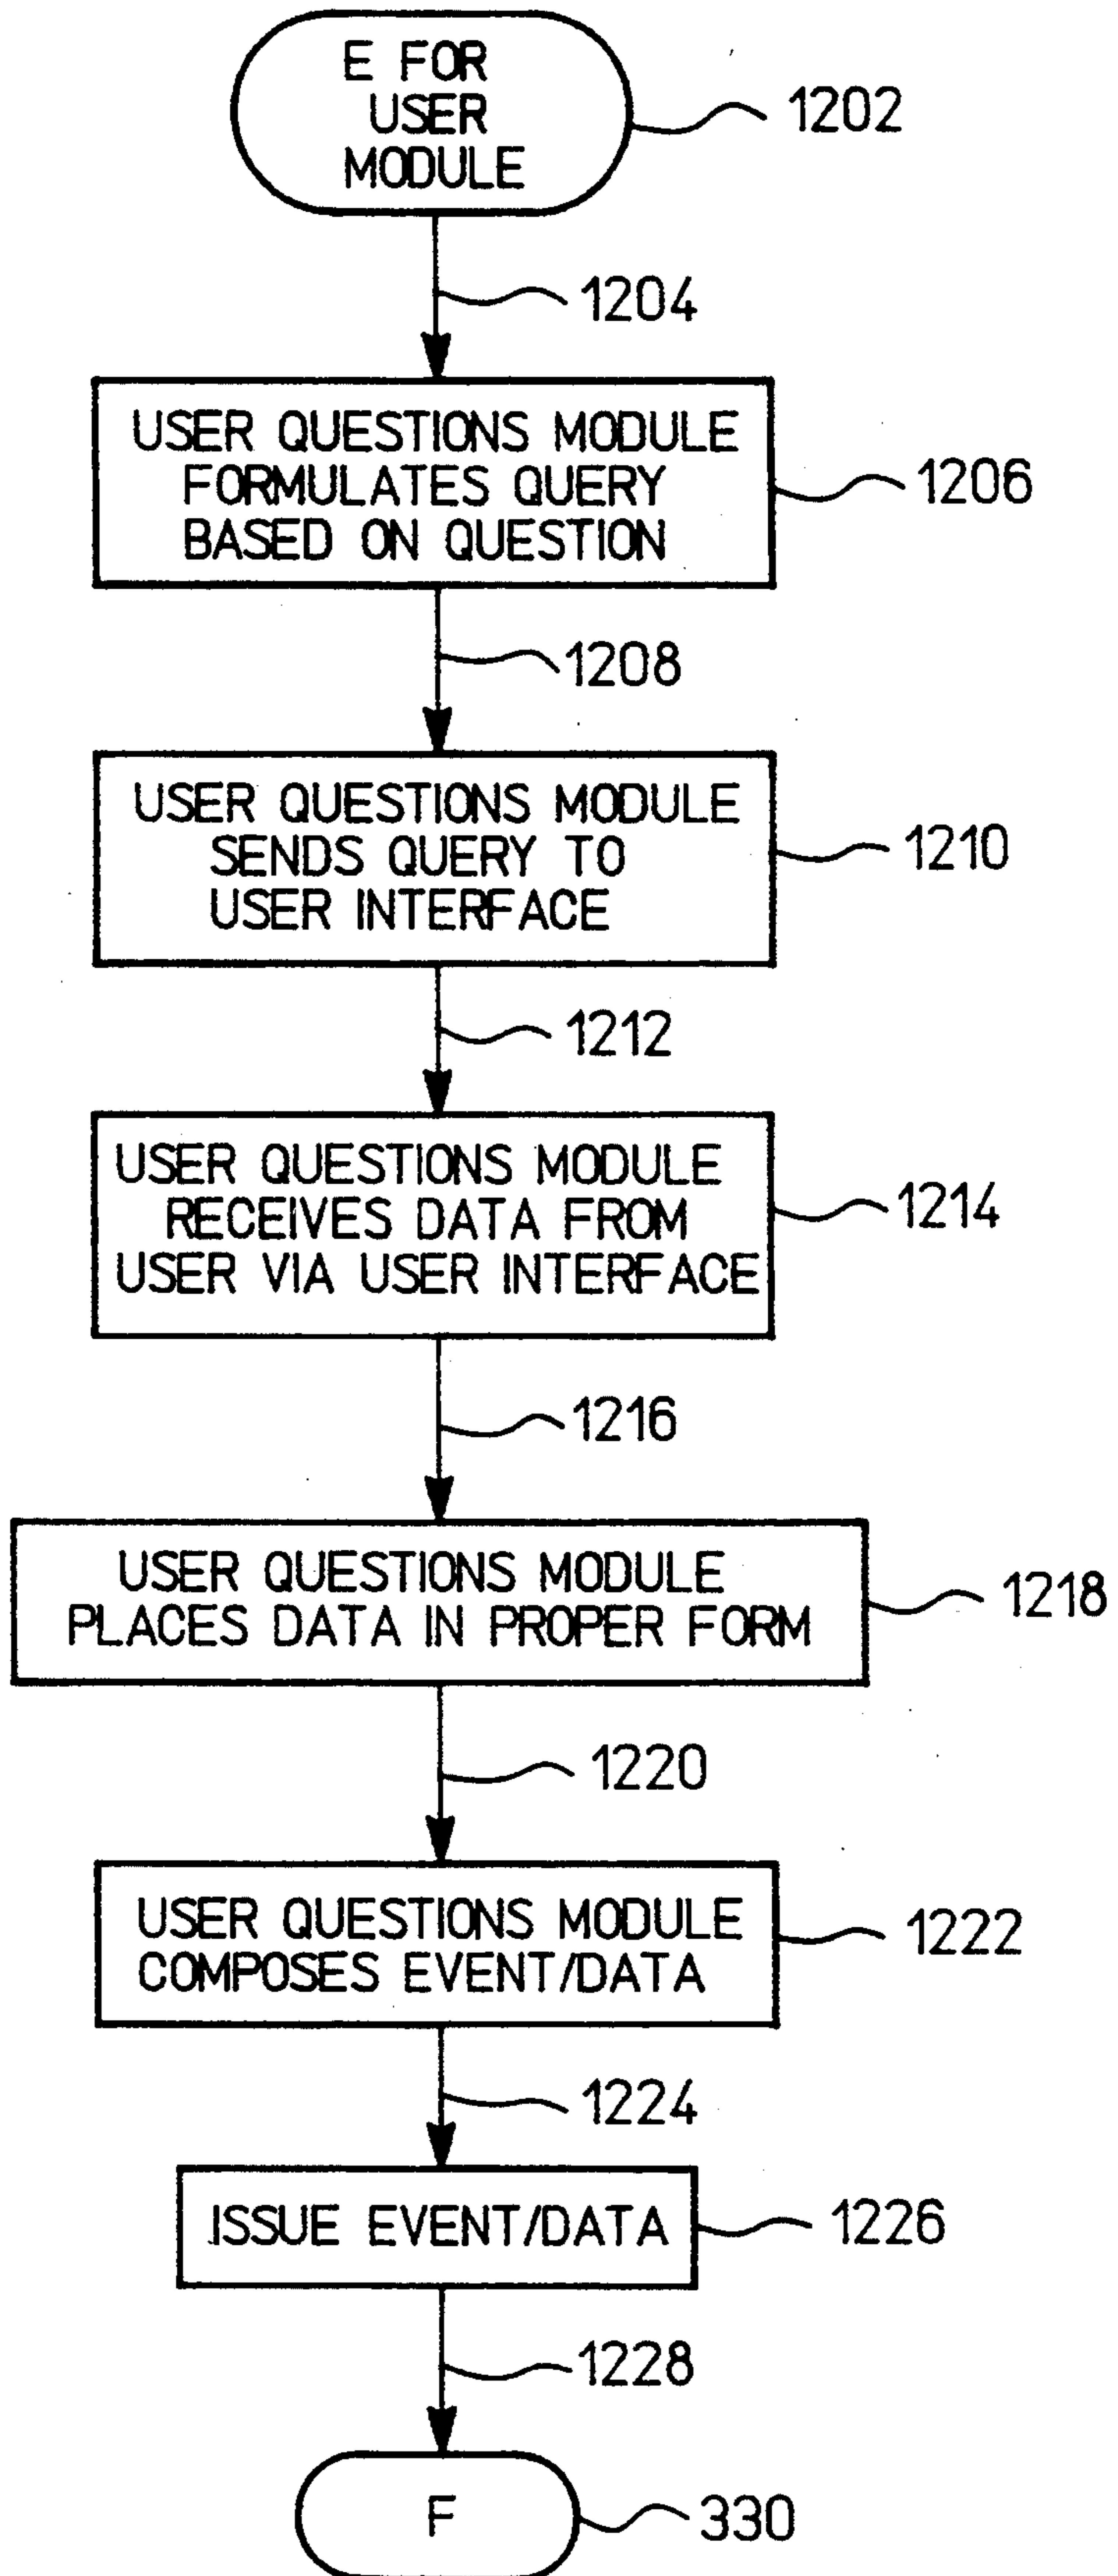 E FOR
USER
MODULE
1202
1204
USER QUESTIONS MODULE
FORMULATES QUERY
BASED ON QUESTION
1206
1208
USER QUESTIONS MODULE
SENDS QUERY TO
USER INTERFACE
1210
1212
USER QUESTIONS MODULE
RECEIVES DATA FROM
USER VIA USER INTERFACE
1214
1216
USER QUESTIONS MODULE
PLACES DATA IN PROPER FORM
1218
1220
USER QUESTIONS MODULE
COMPOSES EVENT/DATA
1222
1224
ISSUE EVENT/DATA
1226
1228
F
330